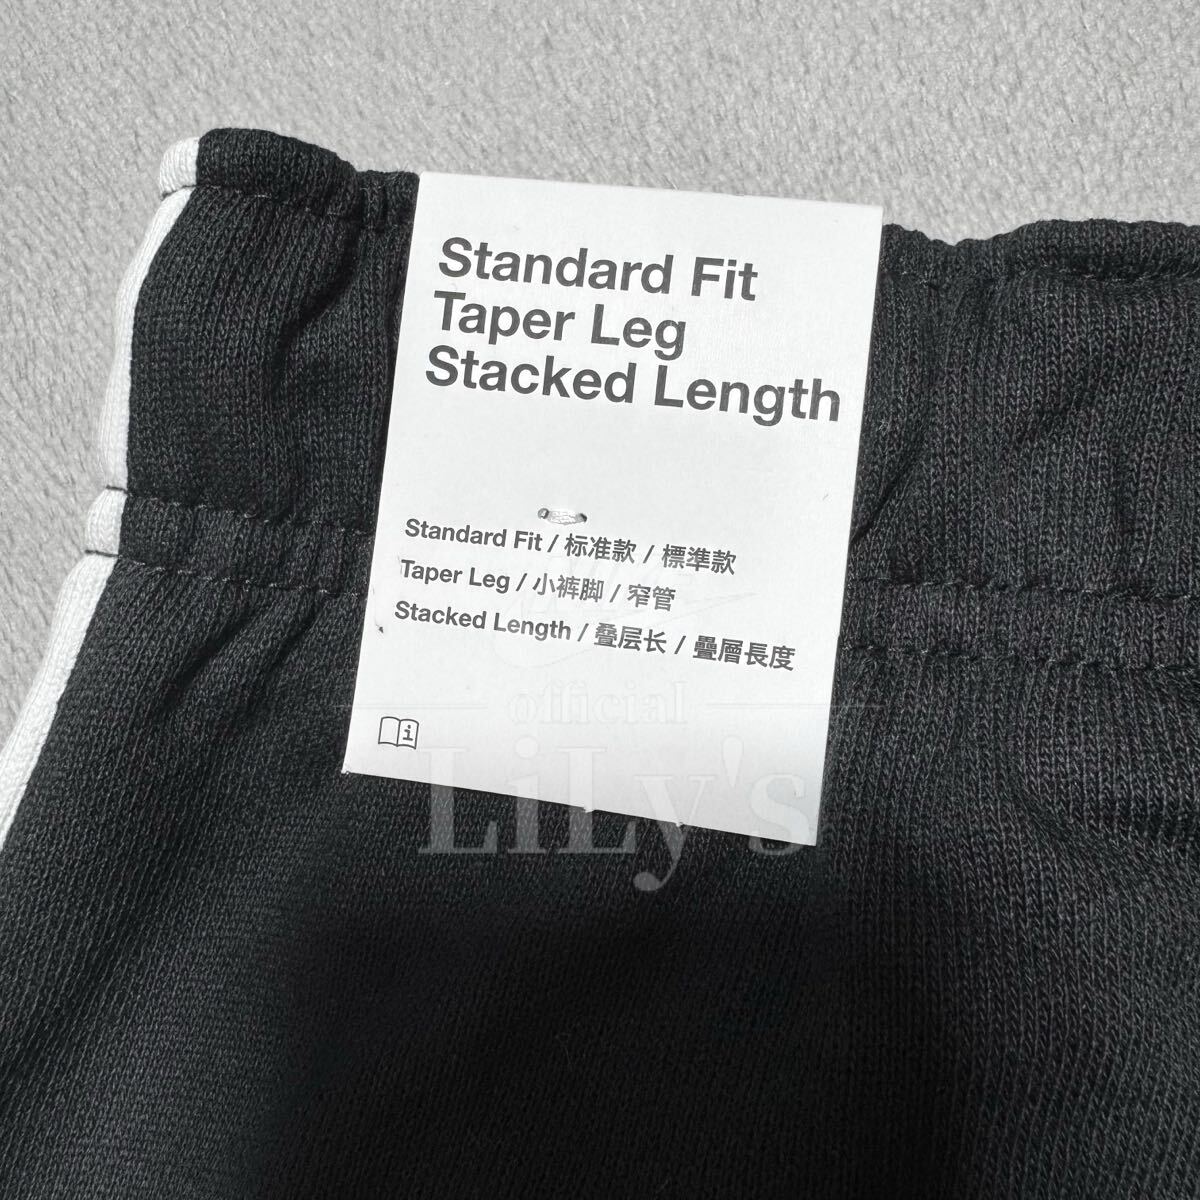 Standard Fit
Taper Leg
Stacked Length
Standard Fit / 标准款 / 標準款
Taper Leg / 小裤脚 / 窄管
Stacked Length / 叠层长 / 疊層長度
official
LiLy's